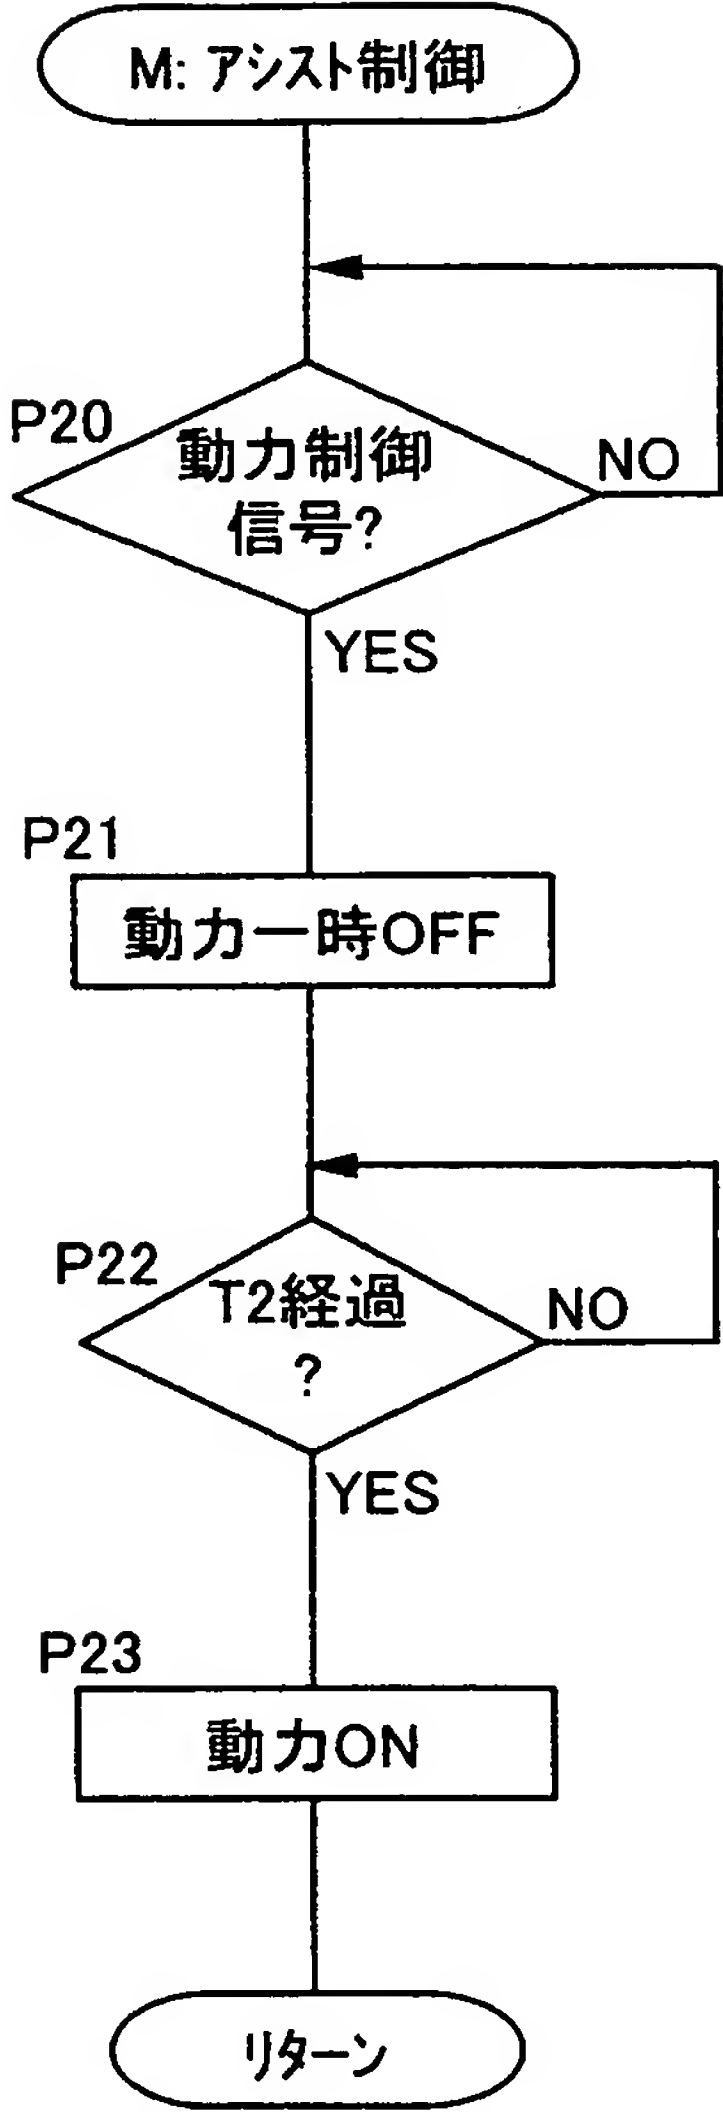 M: アシスト制御
P20
動力制御
信号?
NO
YES
P21
動力一時OFF
P22
T2経過
?
NO
YES
P23
動力ON
リターン